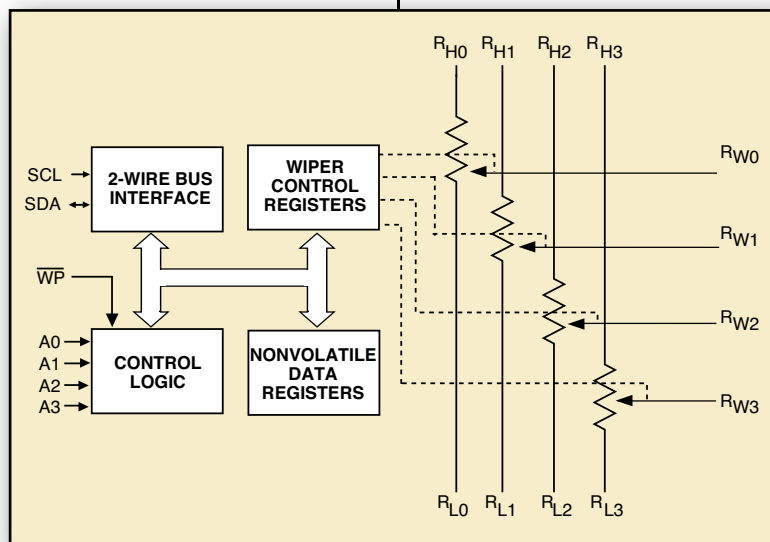 RH0 RH1 RH2 RH3
SCL
SDA
2-WIRE BUS
INTERFACE
WIPER
CONTROL
REGISTERS
WP
A0
A1
A2
A3
CONTROL
LOGIC
NONVOLATILE
DATA
REGISTERS
RW0
RW1
RW2
RW3
RL0 RL1 RL2 RL3